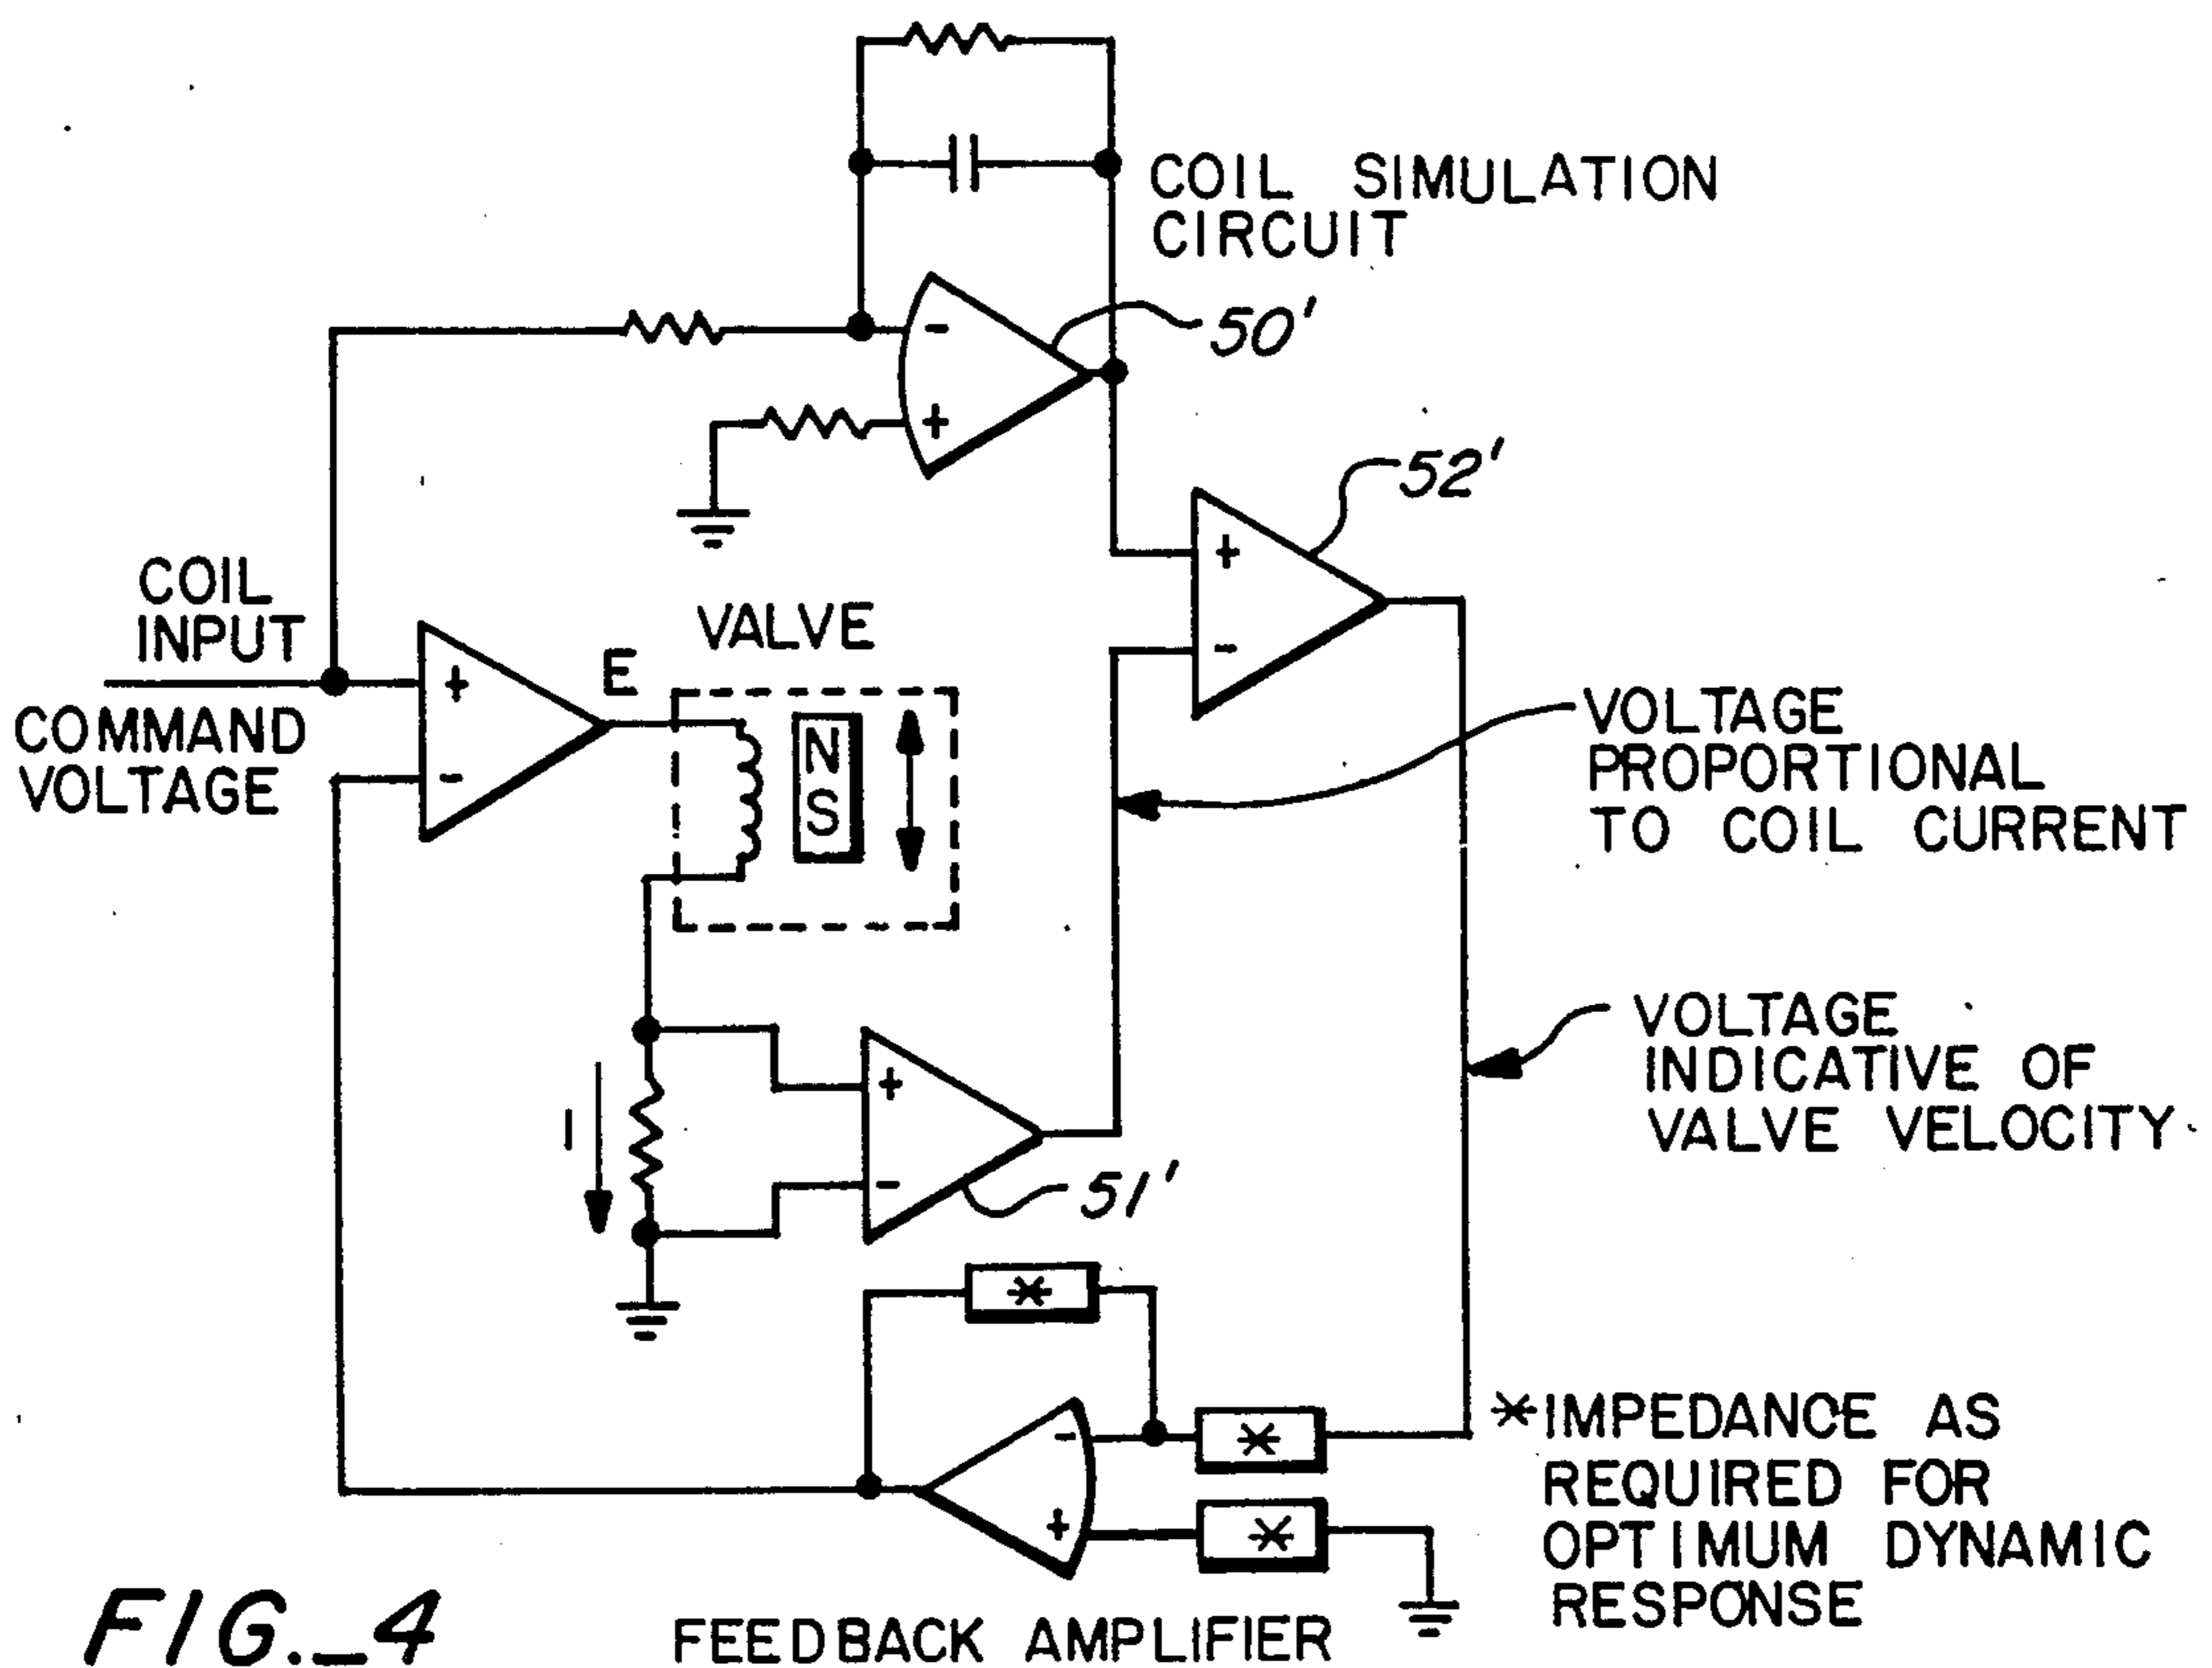 COIL SIMULATION
CIRCUIT
-
50'
+
52'
+
-
COIL
INPUT
COMMAND
VOLTAGE
+
-
E
VALVE
N
S
VOLTAGE
PROPORTIONAL
TO COIL CURRENT
VOLTAGE
INDICATIVE OF
VALVE VELOCITY
I
+
-
51'
*
-
*
+
*
*IMPEDANCE AS
REQUIRED FOR
OPTIMUM DYNAMIC
RESPONSE
FEEDBACK AMPLIFIER
FIG._4